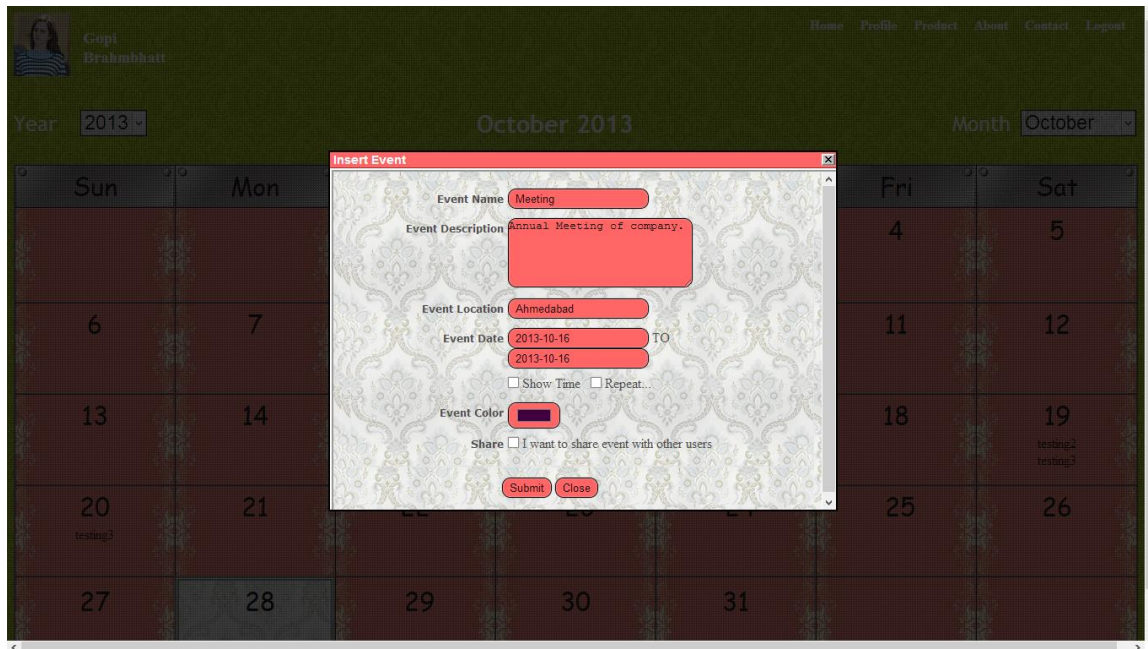 Gopi
Brahmbhatt
Home Profile Product About Contact Logout
Year 2013 October 2013 Month October
Insert Event
Sun Mon Fri Sat
Event Name Meeting
Event Description Annual Meeting of company.
4 5
Event Location Ahmedabad
6 7 11 12
Event Date 2013-10-16 TO
2013-10-16
Show Time Repeat...
Event Color
13 14 18 19
Share I want to share event with other users
testing2
testing3
Submit Close
20 21 25 26
testing3
27 28 29 30 31